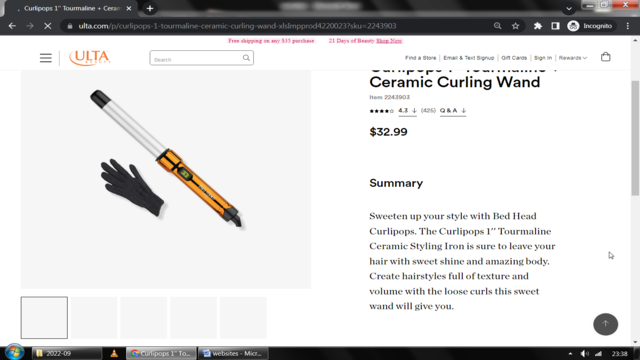 Curlipops 1" Tourmaline + Ceran
ulta.com/p/curlipops-1-tourmaline-ceramic-curling-wand-xlsImpprod4220023?sku=2243903
Incognito
Free shipping on any $35 purchase 21 Days of Beauty Shop Now
ULTA
BEAUTY
Search
Find a Store
Email & Text Signup
Gift Cards
Sign In
Rewards
Curlipops 1" Tourmaline +
Ceramic Curling Wand
Item 2243903
4.3 (425) Q & A
$32.99
Summary
Sweeten up your style with Bed Head
Curlipops. The Curlipops 1'' Tourmaline
Ceramic Styling Iron is sure to leave your
hair with sweet shine and amazing body.
Create hairstyles full of texture and
volume with the loose curls this sweet
wand will give you.
2022-09
Curlipops 1" To...
websites - Micr...
23:38